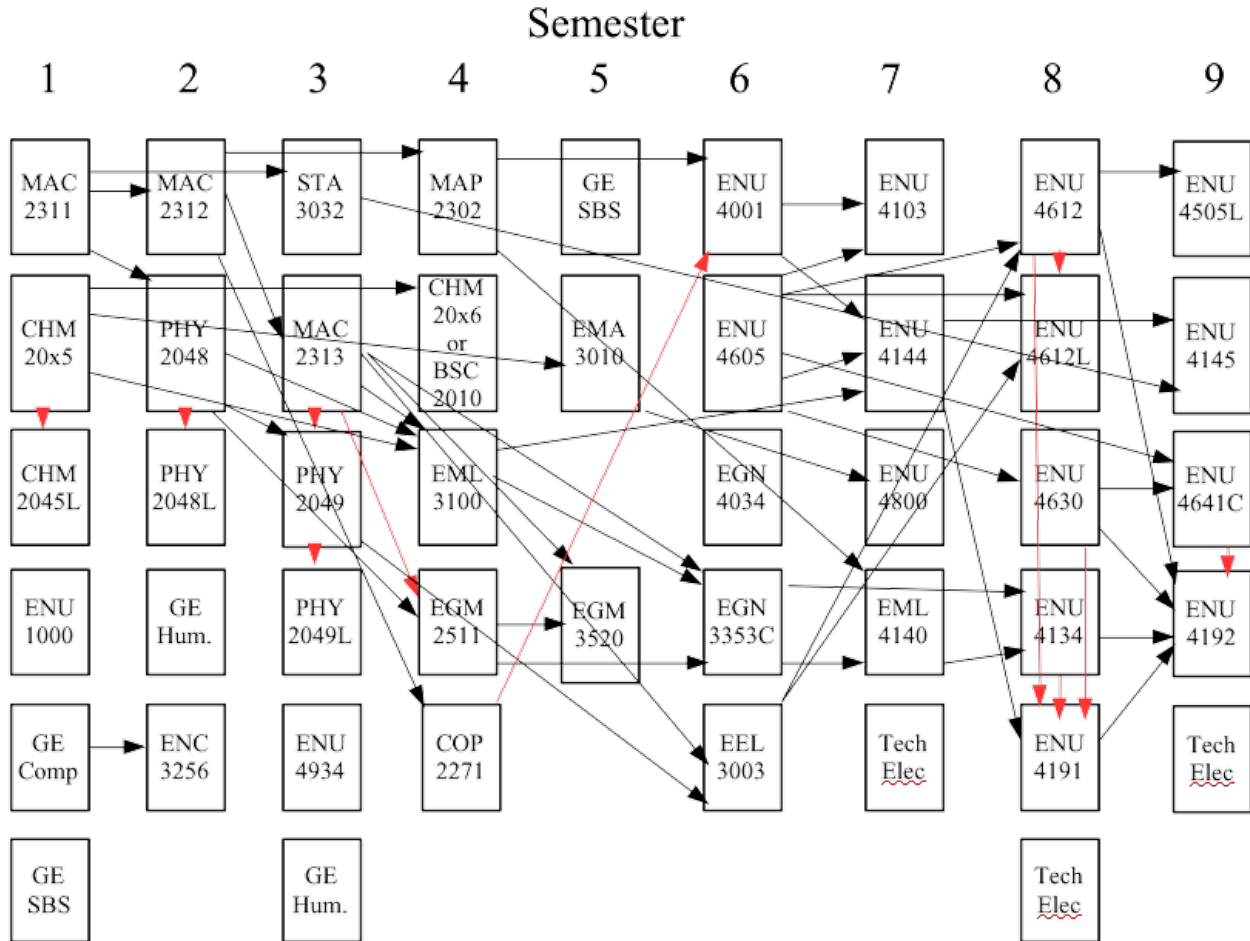 Semester
1 2 3 4 5 6 7 8 9
MAC
2311
MAC
2312
STA
3032
MAP
2302
GE
SBS
ENU
4001
ENU
4103
ENU
4612
ENU
4505L
CHM
20x5
PHY
2048
MAC
2313
CHM
20x6
or
BSC
2010
EMA
3010
ENU
4605
ENU
4144
ENU
4612L
ENU
4145
CHM
2045L
PHY
2048L
PHY
2049
EML
3100
EGN
4034
ENU
4800
ENU
4630
ENU
4641C
ENU
1000
GE
Hum.
PHY
2049L
EGM
2511
EGM
3520
EGN
3353C
EML
4140
ENU
4134
ENU
4192
GE
Comp
ENC
3256
ENU
4934
COP
2271
EEL
3003
Tech
Elec
ENU
4191
Tech
Elec
GE
SBS
GE
Hum.
Tech
Elec